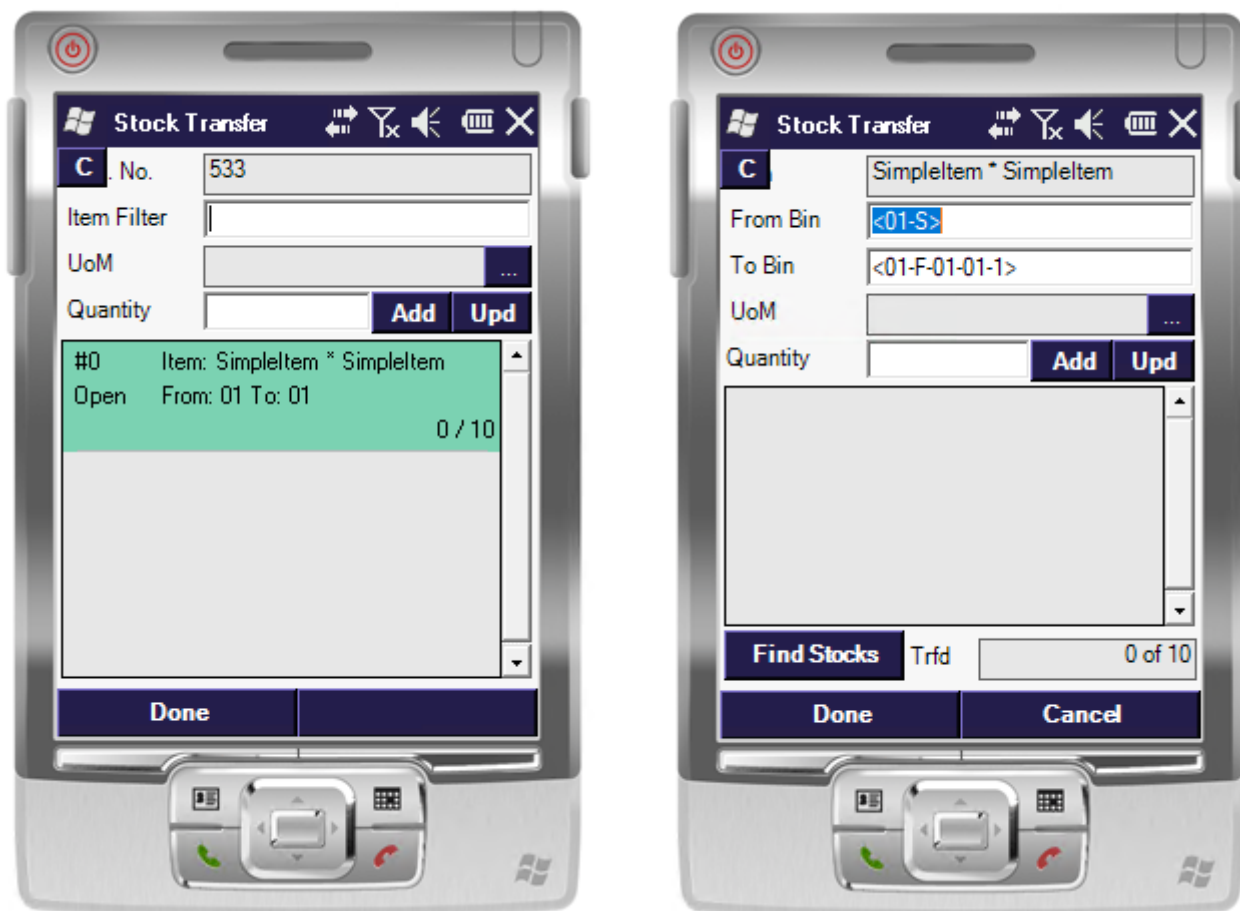 Stock Transfer
C . No. 533
Item Filter
UoM ...
Quantity Add Upd
#0 Item: SimpleItem * SimpleItem
Open From: 01 To: 01
0 / 10
Done
Stock Transfer
C SimpleItem * SimpleItem
From Bin <01-S>
To Bin <01-F-01-01-1>
UoM ...
Quantity Add Upd
Find Stocks Trfd 0 of 10
Done Cancel